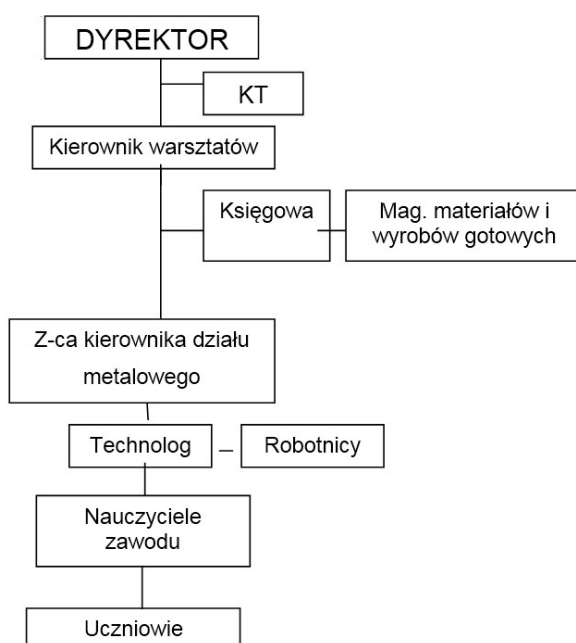 DYREKTOR
KT
Kierownik warsztatów
Księgowa
Mag. materiałów i
wyrobów gotowych
Z-ca kierownika działu
metalowego
Technolog
Robotnicy
Nauczyciele
zawodu
Uczniowie